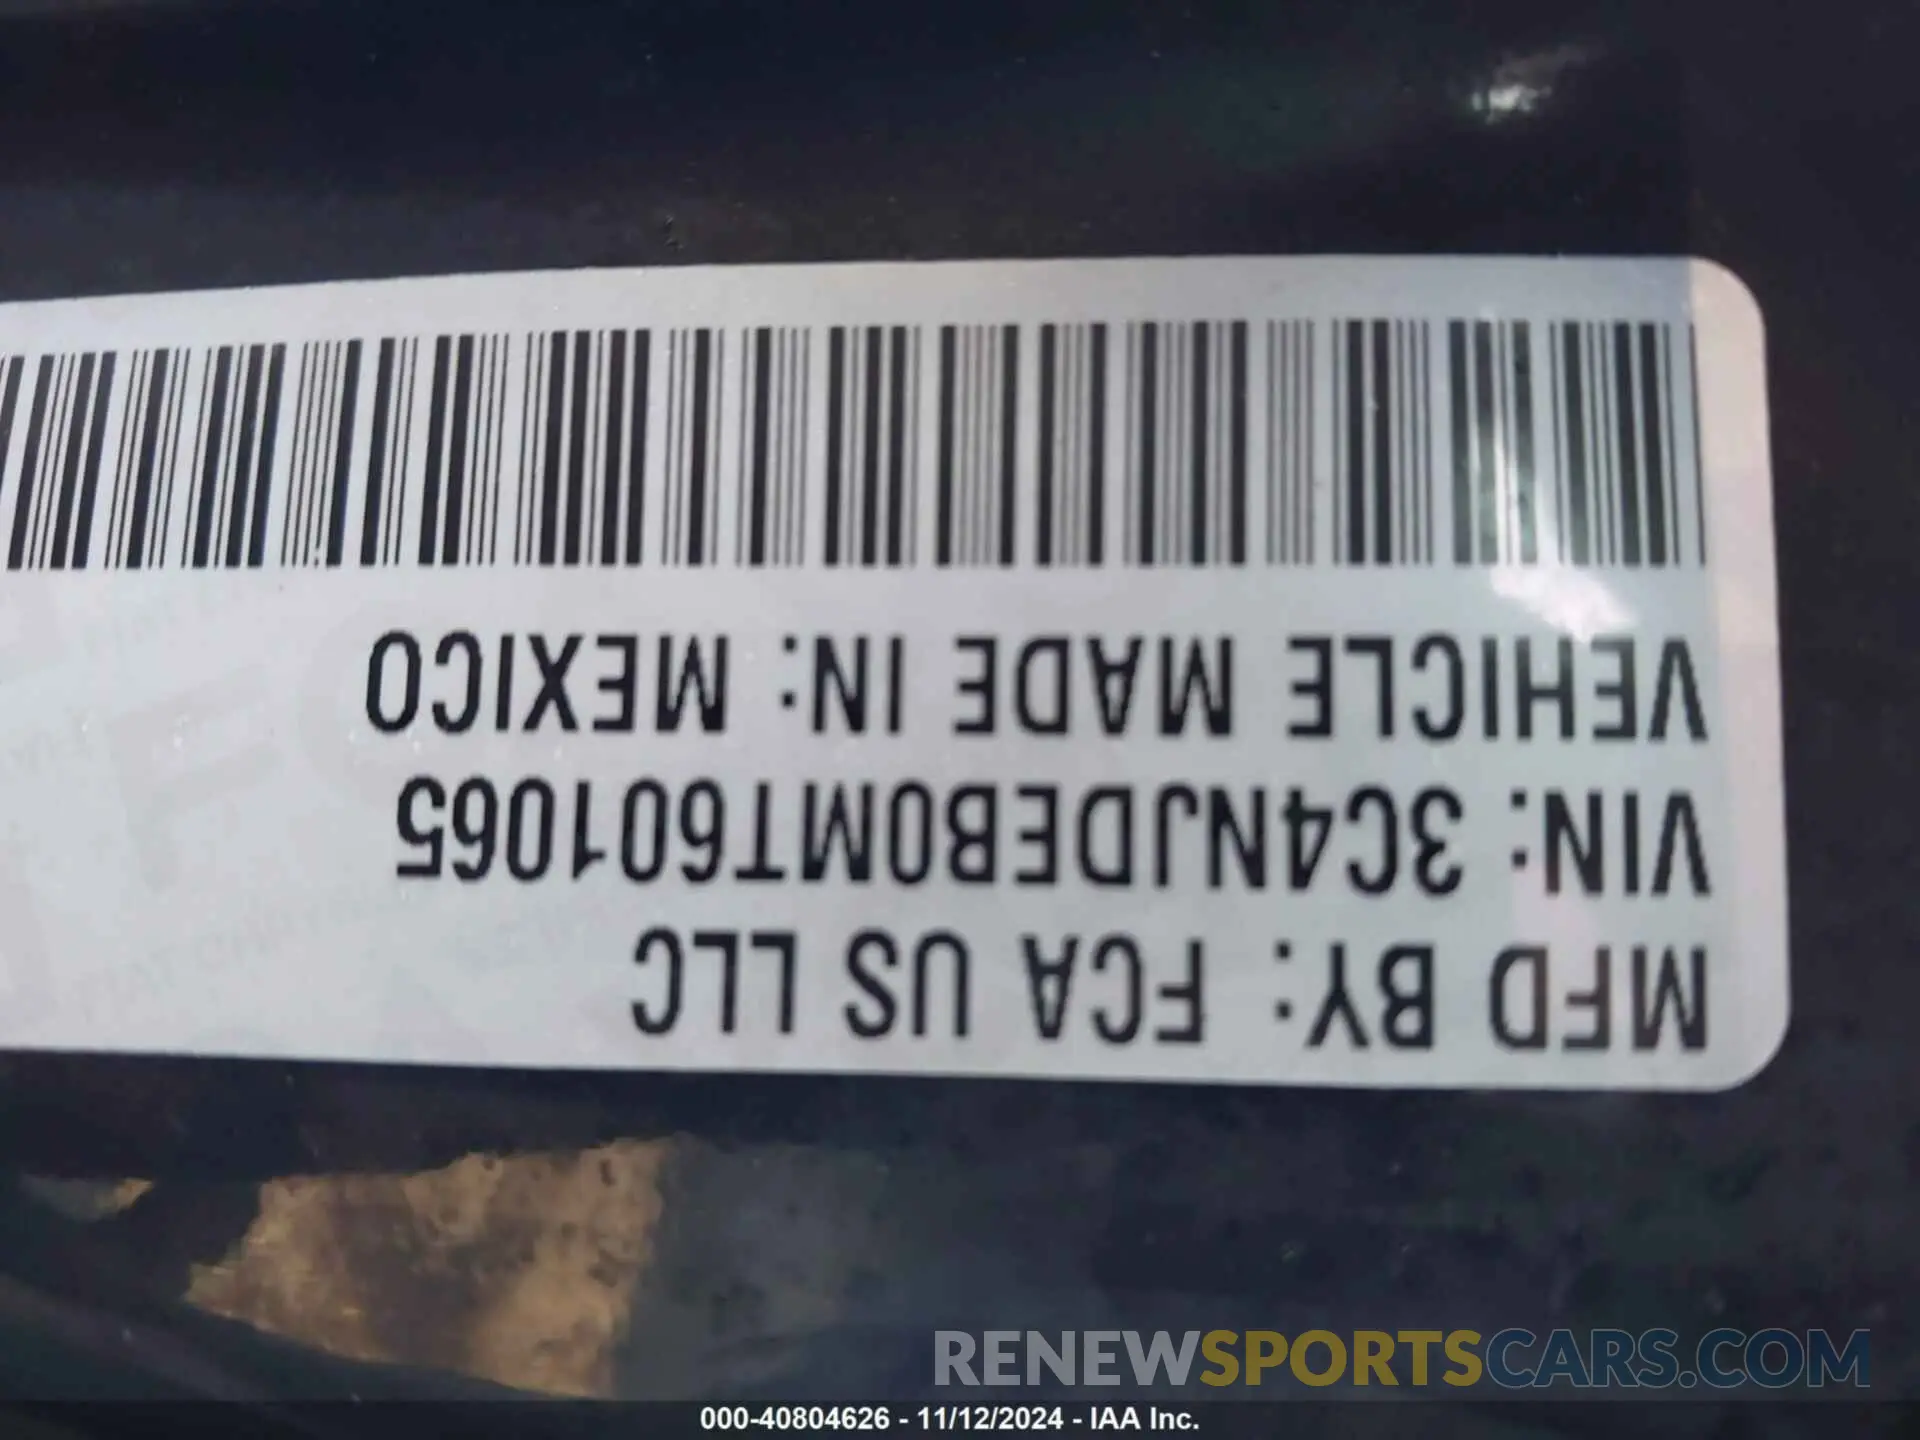 MFD BY: FCA US LLC
VIN: 3C4NJDEB0MT601065
VEHICLE MADE IN: MEXICO
RENEWSPORTSCARS.COM
000-40804626 - 11/12/2024 - IAA Inc.